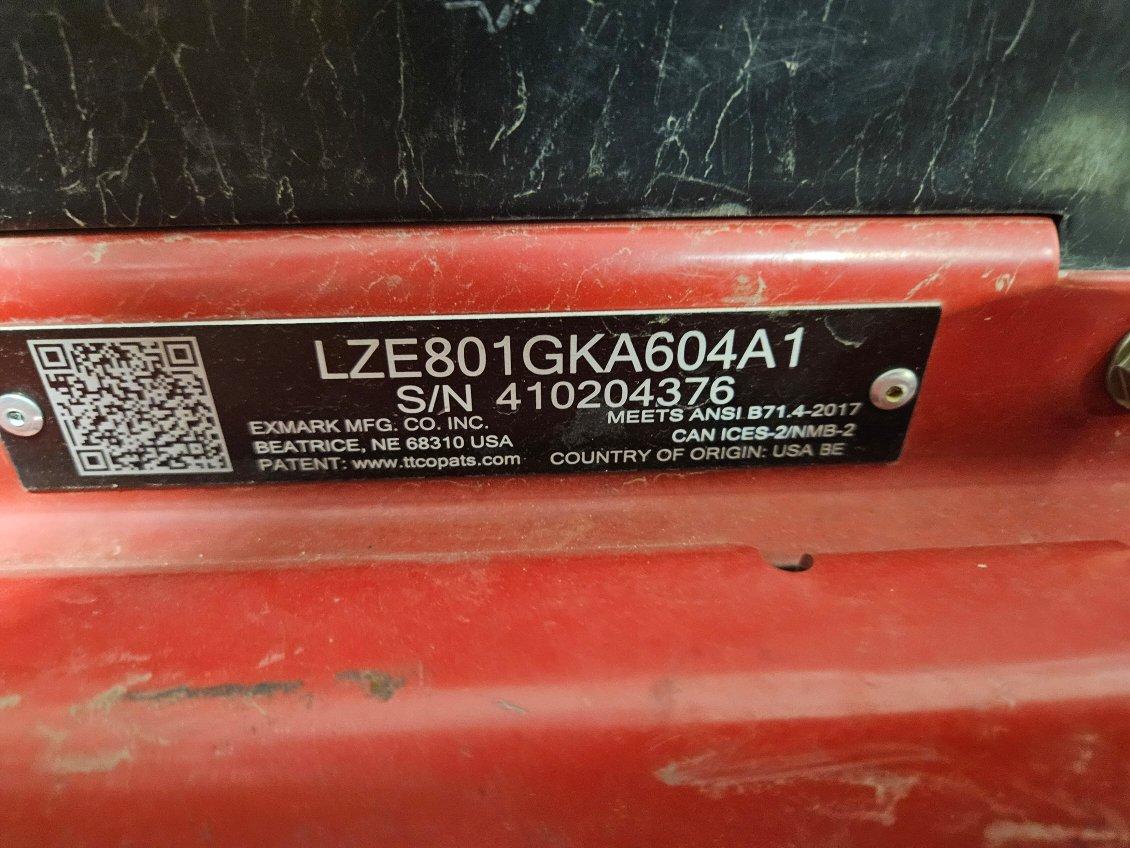 LZE801GKA604A1
S/N 410204376
EXMARK MFG. CO. INC.
BEATRICE, NE 68310 USA
PATENT: www.ttcopats.com
MEETS ANSI B71.4-2017
CAN ICES-2/NMB-2
COUNTRY OF ORIGIN: USA BE